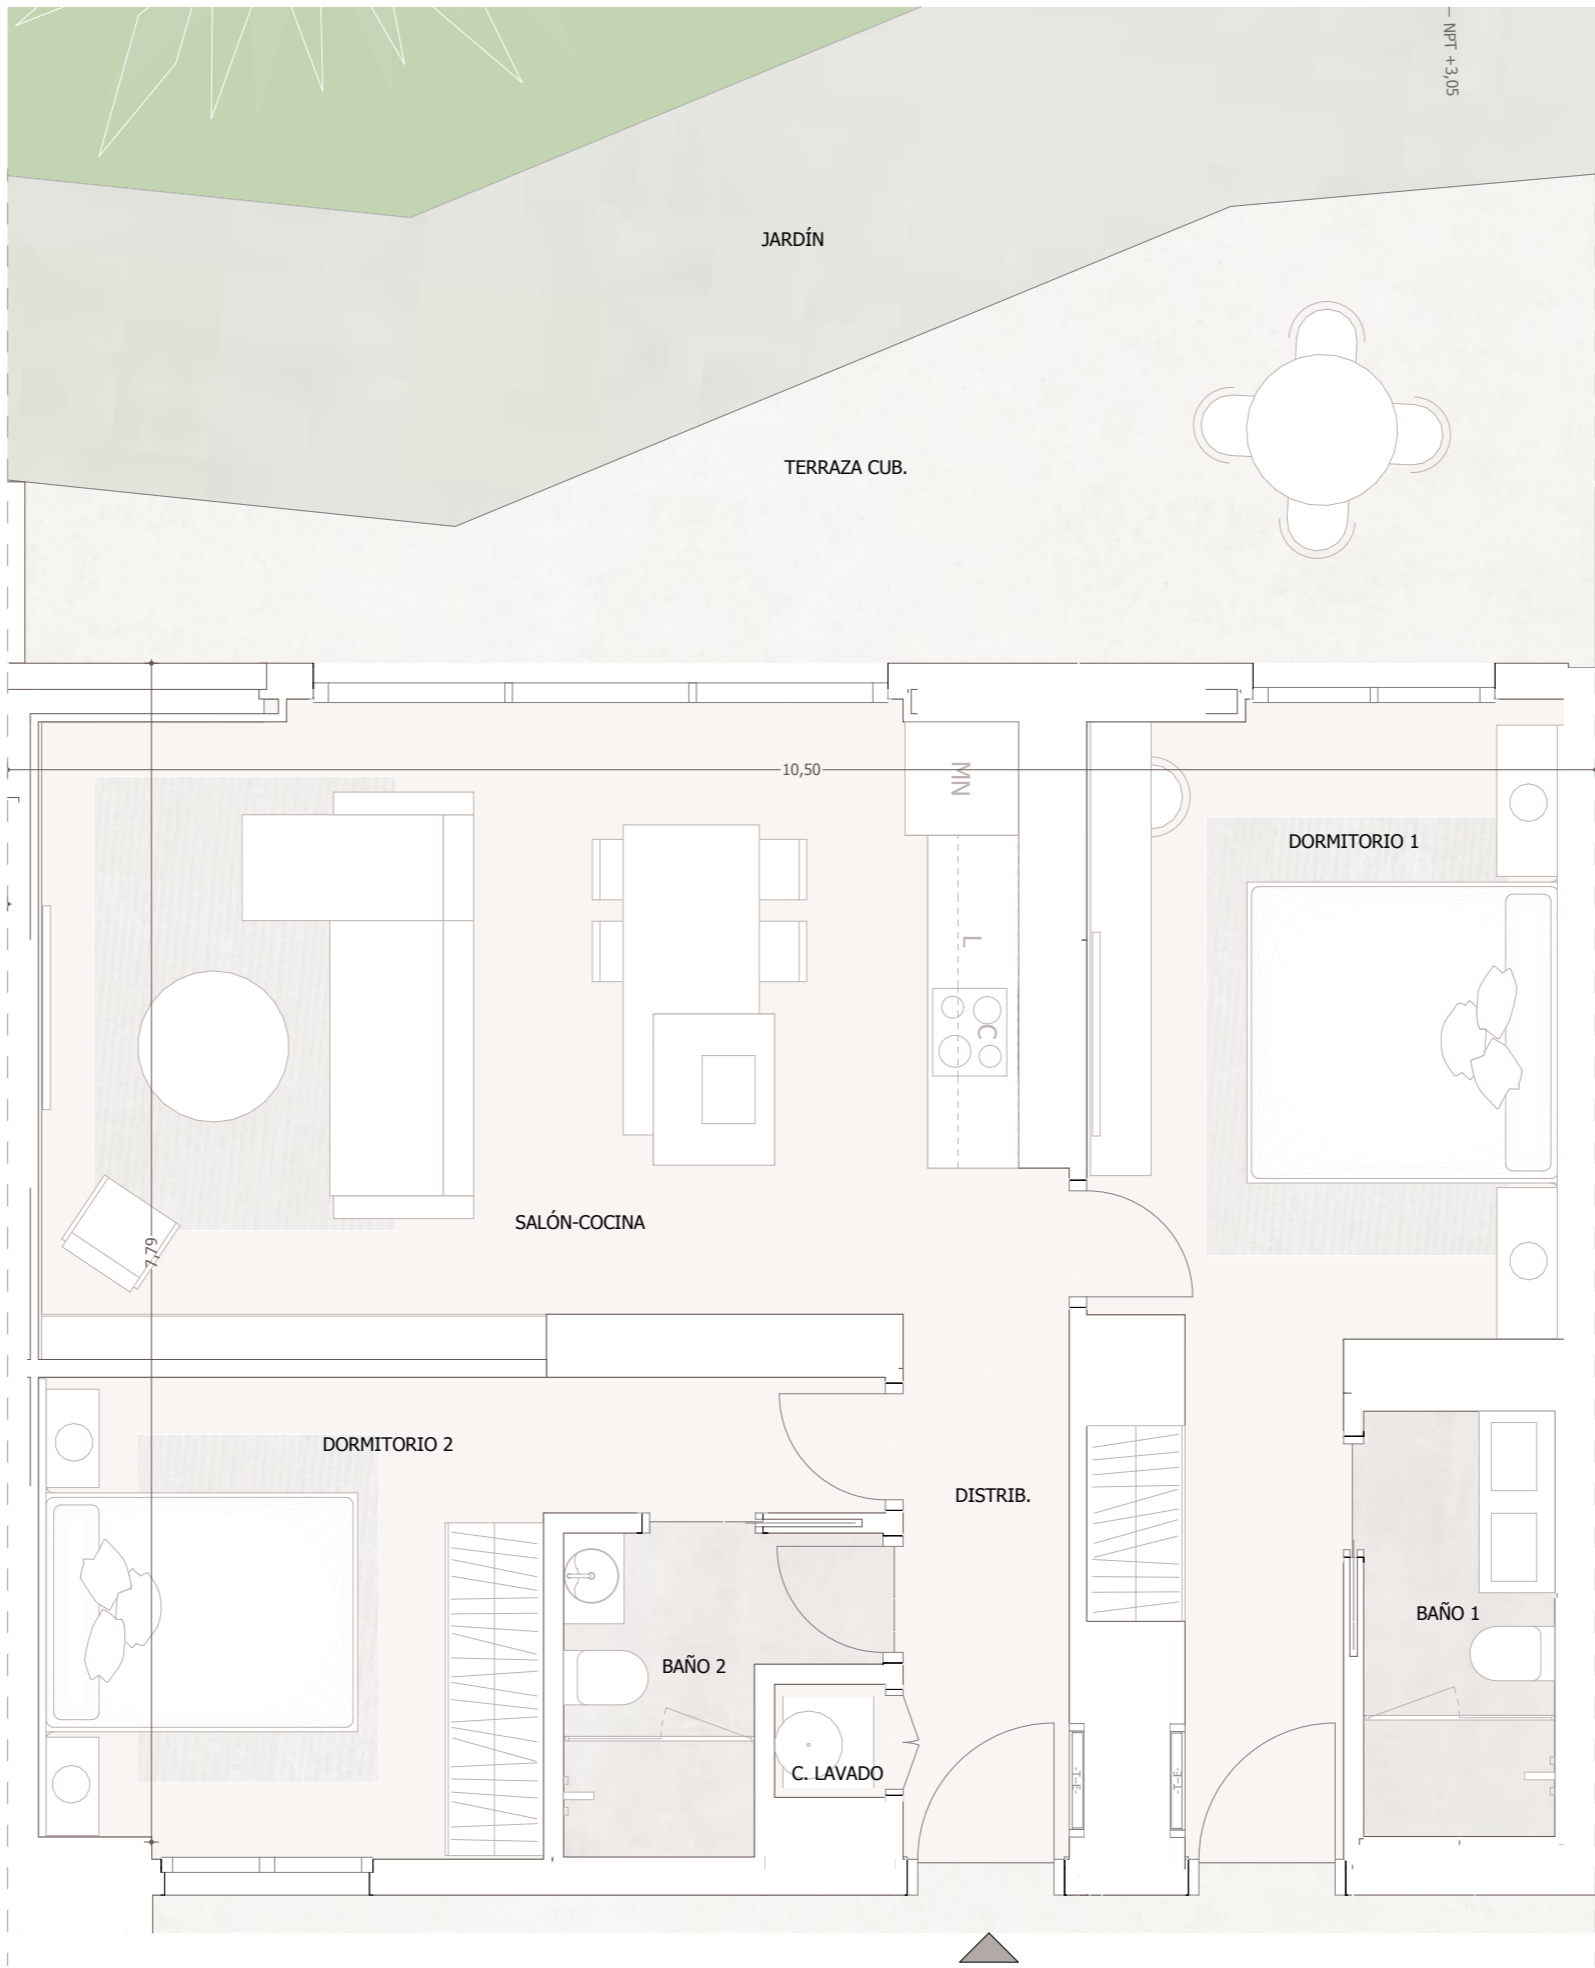 NPT +3,05
JARDÍN
TERRAZA CUB.
10,50
MN
DORMITORIO 1
L
C
SALÓN-COCINA
7,79
DORMITORIO 2
DISTRIB.
BAÑO 1
BAÑO 2
C. LAVADO
-T-E-
-T-E-